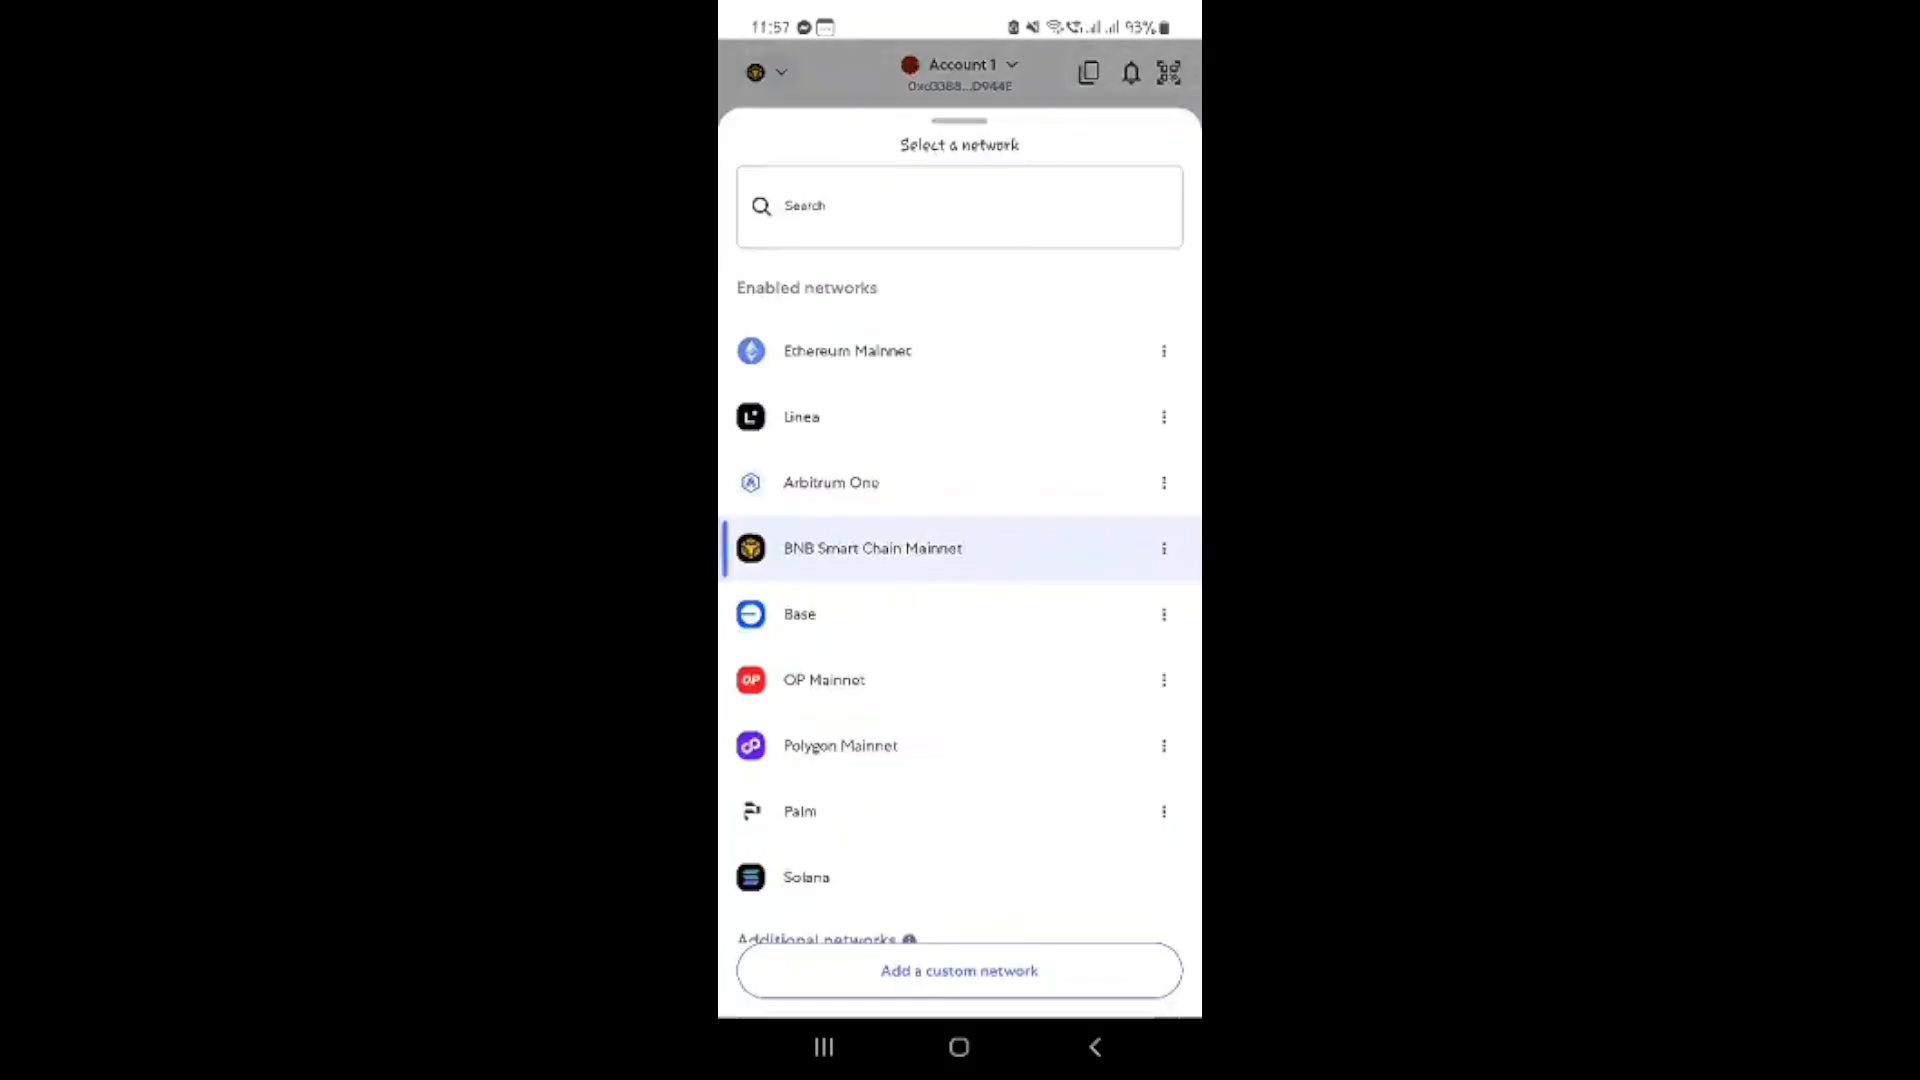 11:57
93%
Account 1
Select a network
Search
Enabled networks
Ethereum Mainnet
Linea
Arbitrum One
BNB Smart Chain Mainnet
Base
OP
OP Mainnet
Polygon Mainnet
Palm
Solana
Additional networks
Add a custom network